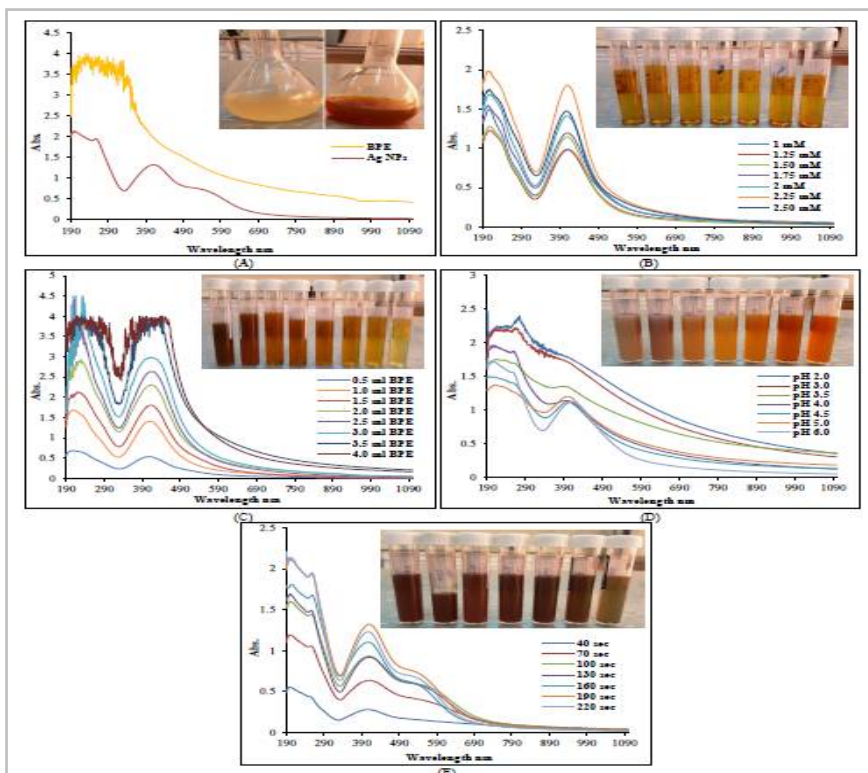 4.5
4
3.5
3
2.5
2
1.5
1
0.5
0
Abs.
190 290 390 490 590 690 790 890 990 1090
Wavelength nm
BPE
Ag NPs
(A)
2.5
2
1.5
1
0.5
0
Abs.
190 290 390 490 590 690 790 890 990 1090
Wavelength nm
1 mM
1.25 mM
1.50 mM
1.75 mM
2 mM
2.25 mM
2.50 mM
(B)
5
4.5
4
3.5
3
2.5
2
1.5
1
0.5
0
Abs.
190 290 390 490 590 690 790 890 990 1090
Wavelength nm
0.5 ml BPE
1.0 ml BPE
1.5 ml BPE
2.0 ml BPE
2.5 ml BPE
3.0 ml BPE
3.5 ml BPE
4.0 ml BPE
(C)
3
2.5
2
1.5
1
0.5
0
Abs.
190 290 390 490 590 690 790 890 990 1090
Wavelength nm
pH 2.0
pH 3.0
pH 3.5
pH 4.0
pH 4.5
pH 5.0
pH 6.0
(D)
2.5
2
1.5
1
0.5
0
Abs.
190 290 390 490 590 690 790 890 990 1090
Wavelength nm
40 sec
70 sec
100 sec
130 sec
160 sec
190 sec
220 sec